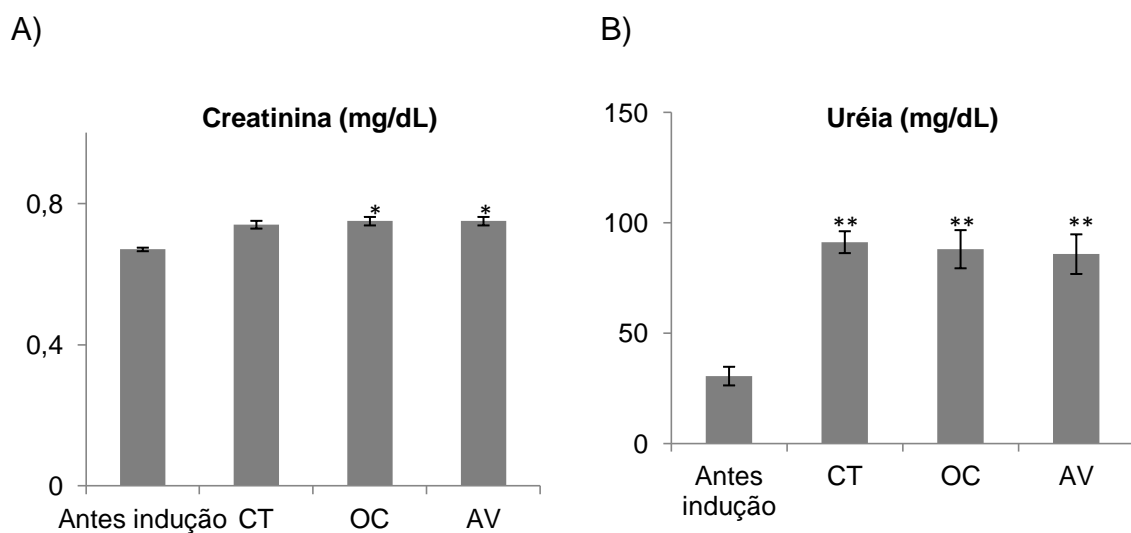 A)
Creatinina (mg/dL)
0,8
0,4
0
* *
Antes indução CT OC AV
B)
Uréia (mg/dL)
150
100
50
0
** ** **
Antes
indução CT OC AV